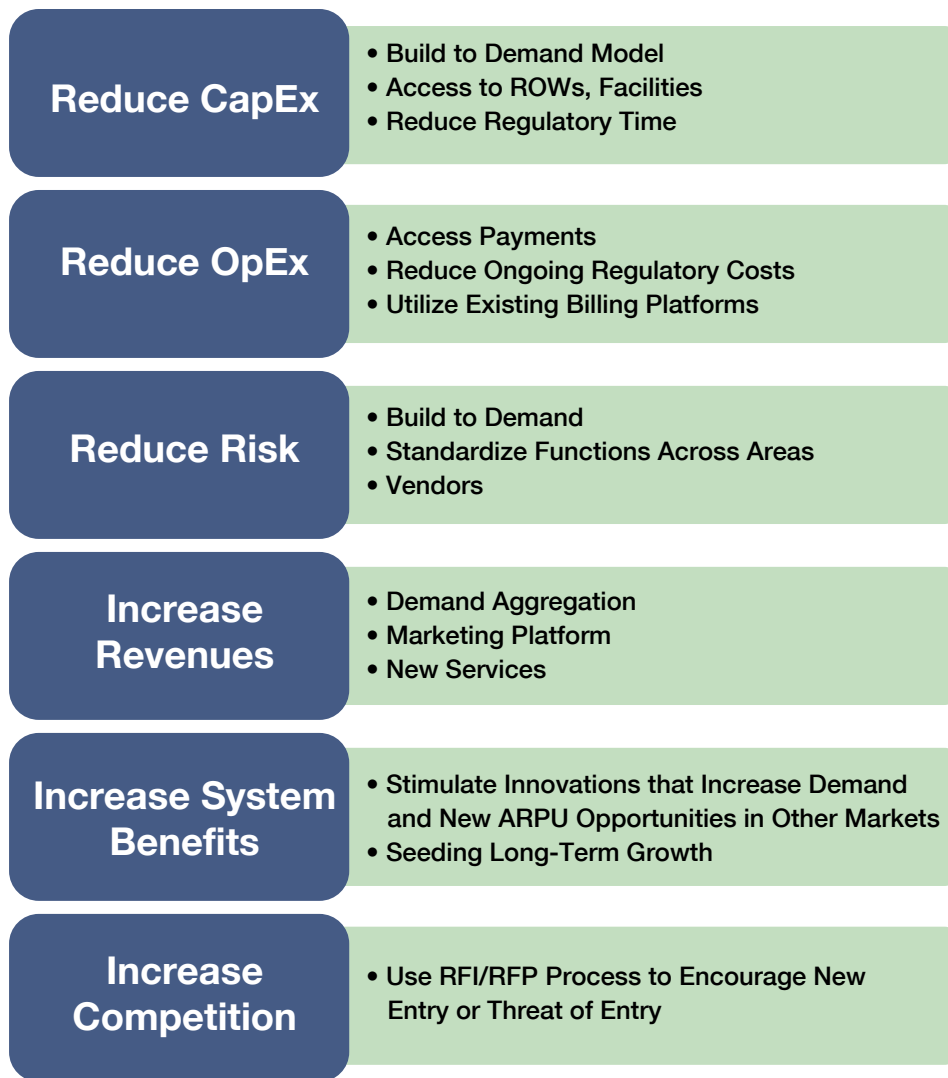 Reduce CapEx
• Build to Demand Model
• Access to ROWs, Facilities
• Reduce Regulatory Time
Reduce OpEx
• Access Payments
• Reduce Ongoing Regulatory Costs
• Utilize Existing Billing Platforms
Reduce Risk
• Build to Demand
• Standardize Functions Across Areas
• Vendors
Increase
Revenues
• Demand Aggregation
• Marketing Platform
• New Services
Increase System
Benefits
• Stimulate Innovations that Increase Demand
and New ARPU Opportunities in Other Markets
• Seeding Long-Term Growth
Increase
Competition
• Use RFI/RFP Process to Encourage New
Entry or Threat of Entry